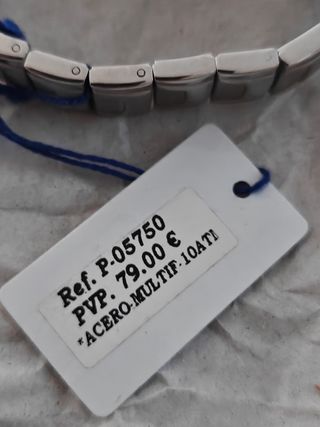 Ref. P-05750
PVP. 79.00 €
*ACERO-MULTIF-10ATM